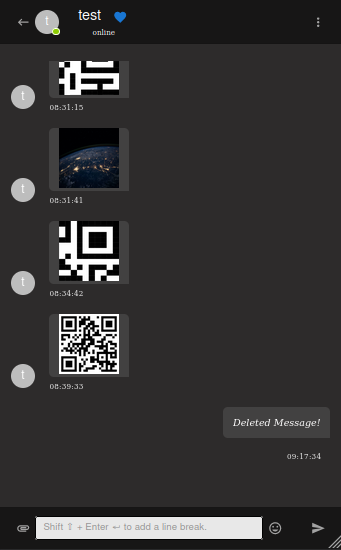 t
test 💙
online
t
08:31:15
t
08:31:41
t
08:34:42
t
08:39:33
Deleted Message!
09:17:34
Shift ⇧ + Enter ↩ to add a line break.